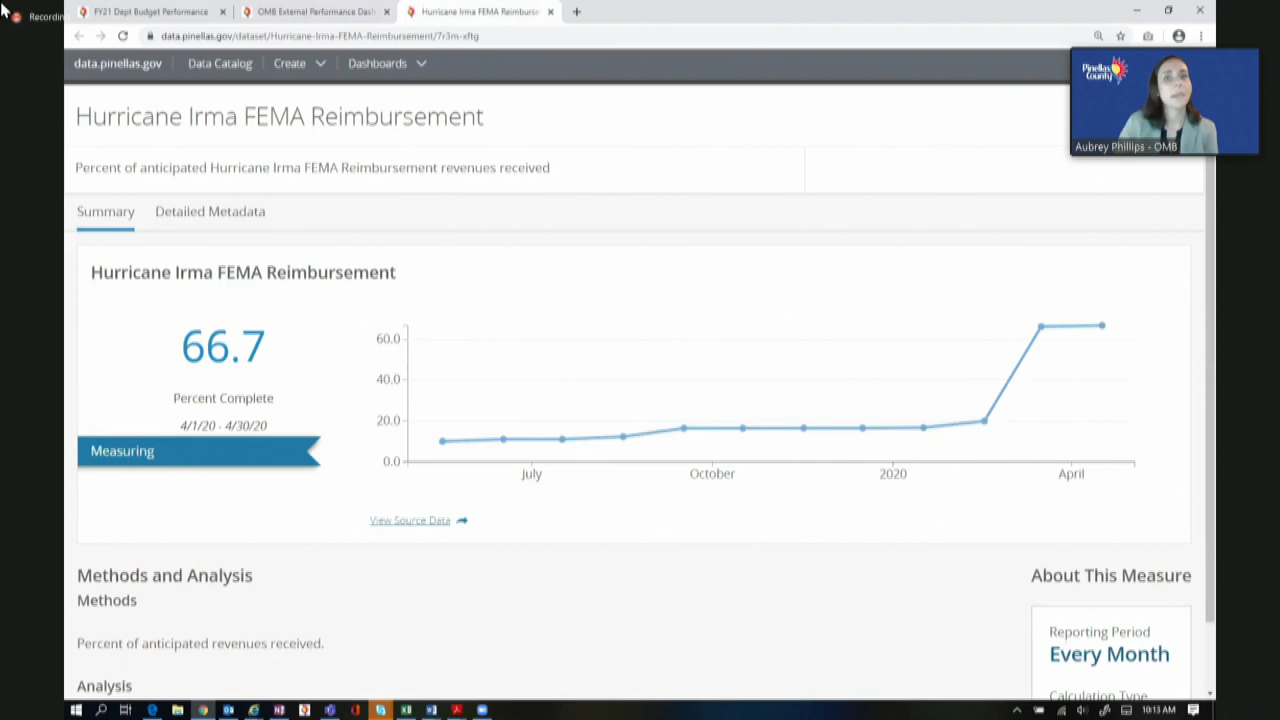 Recordin
FY21 Dept Budget Performance
OMB External Performance Dash
Hurricane Irma FEMA Reimburse
data.pinellas.gov/dataset/Hurricane-Irma-FEMA-Reimbursement/7r3m-xftg
data.pinellas.gov
Data Catalog
Create
Dashboards
Pinellas
County
Aubrey Phillips - OMB
Hurricane Irma FEMA Reimbursement
Percent of anticipated Hurricane Irma FEMA Reimbursement revenues received
Summary
Detailed Metadata
Hurricane Irma FEMA Reimbursement
66.7
Percent Complete
4/1/20 - 4/30/20
Measuring
60.0
40.0
20.0
0.0
July
October
2020
April
View Source Data
Methods and Analysis
Methods
Percent of anticipated revenues received.
Analysis
About This Measure
Reporting Period
Every Month
Calculation Type
10:13 AM